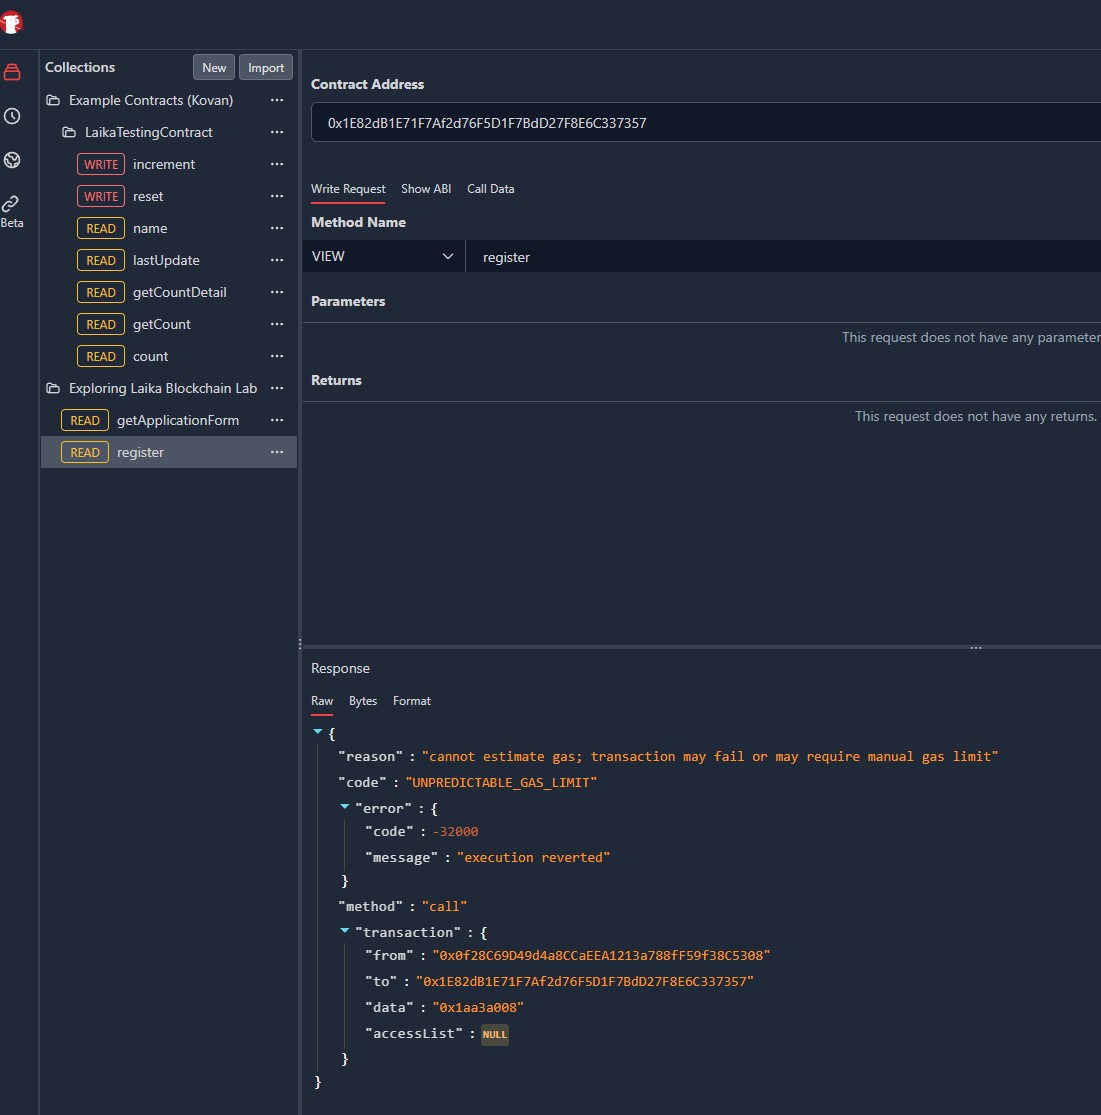 Collections New Import
Example Contracts (Kovan)
LaikaTestingContract
WRITE increment
WRITE reset
READ name
READ lastUpdate
READ getCountDetail
READ getCount
READ count
Exploring Laika Blockchain Lab
READ getApplicationForm
READ register
Beta
Contract Address
0x1E82dB1E71F7Af2d76F5D1F7BdD27F8E6C337357
Write Request Show ABI Call Data
Method Name
VIEW register
Parameters
This request does not have any parameter
Returns
This request does not have any returns.
Response
Raw Bytes Format
{
"reason" : "cannot estimate gas; transaction may fail or may require manual gas limit"
"code" : "UNPREDICTABLE_GAS_LIMIT"
"error" : {
"code" : -32000
"message" : "execution reverted"
}
"method" : "call"
"transaction" : {
"from" : "0x0f28C69D49d4a8CCaEEA1213a788fF59f38C5308"
"to" : "0x1E82dB1E71F7Af2d76F5D1F7BdD27F8E6C337357"
"data" : "0x1aa3a008"
"accessList" : NULL
}
}